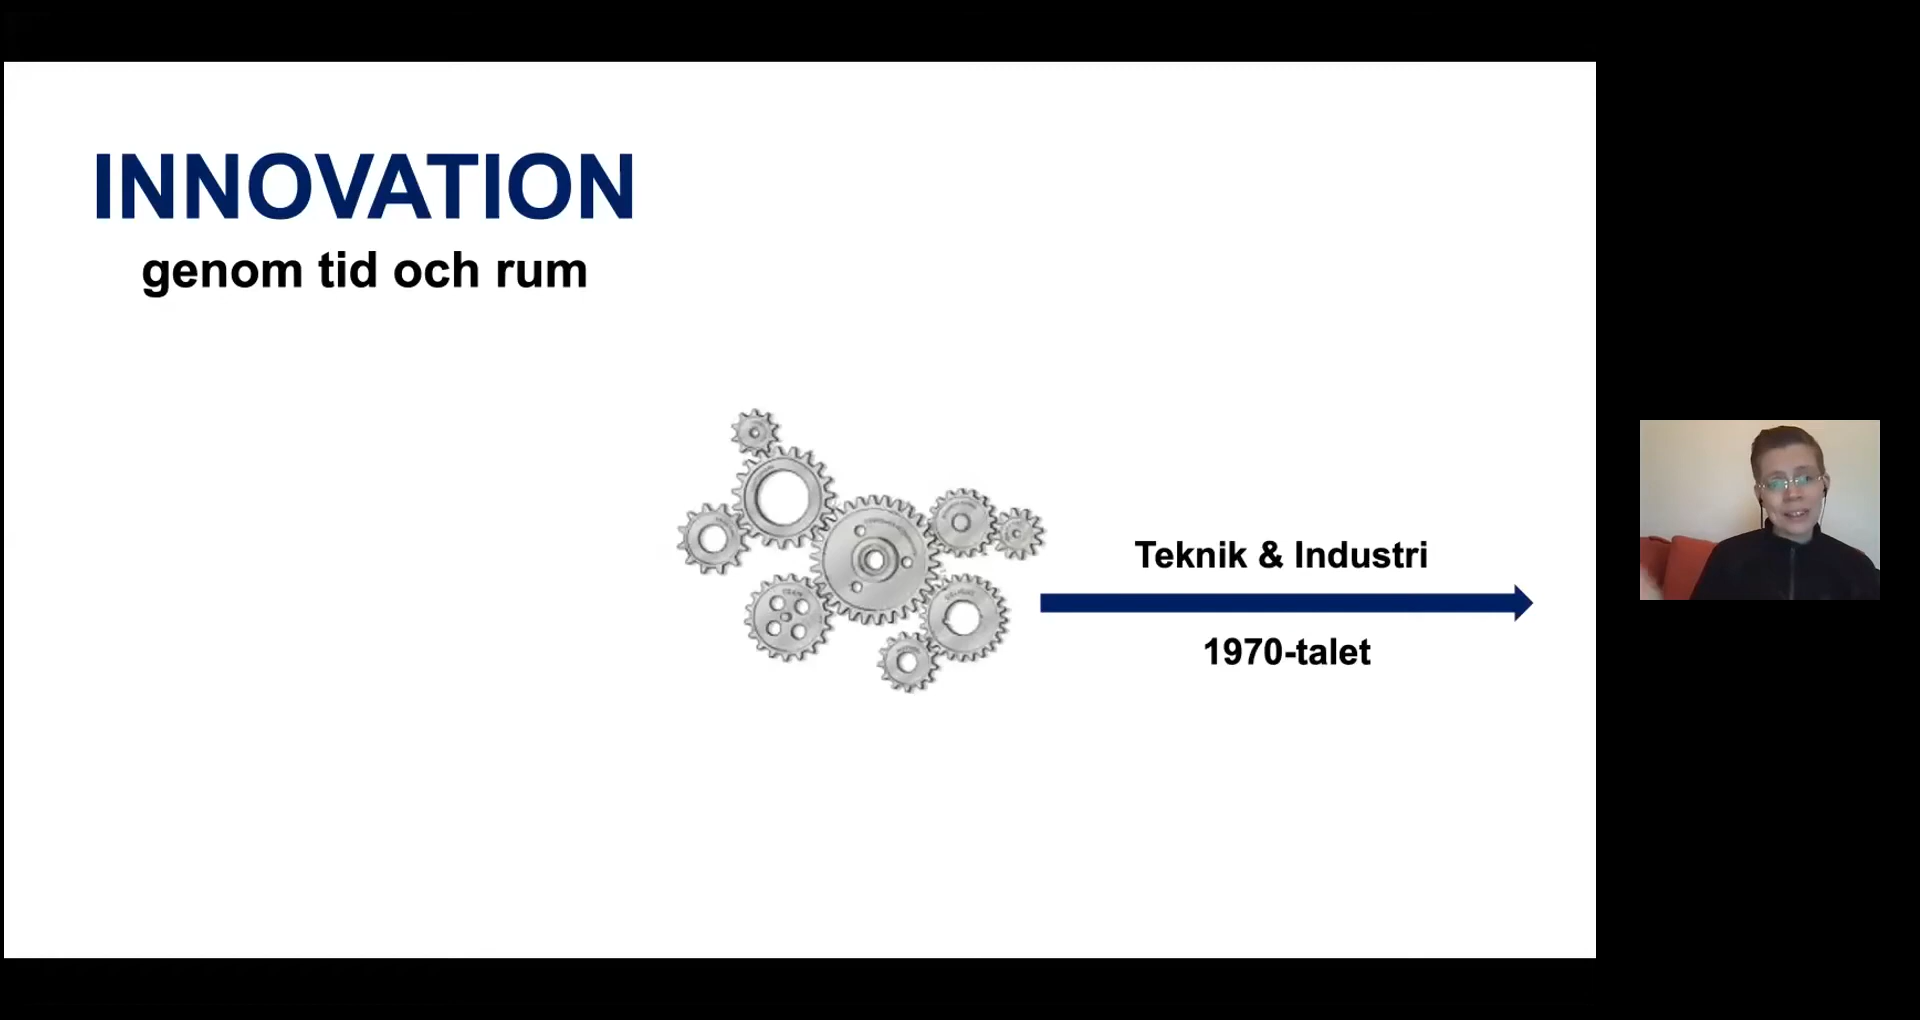 INNOVATION
genom tid och rum
Teknik & Industri
1970-talet